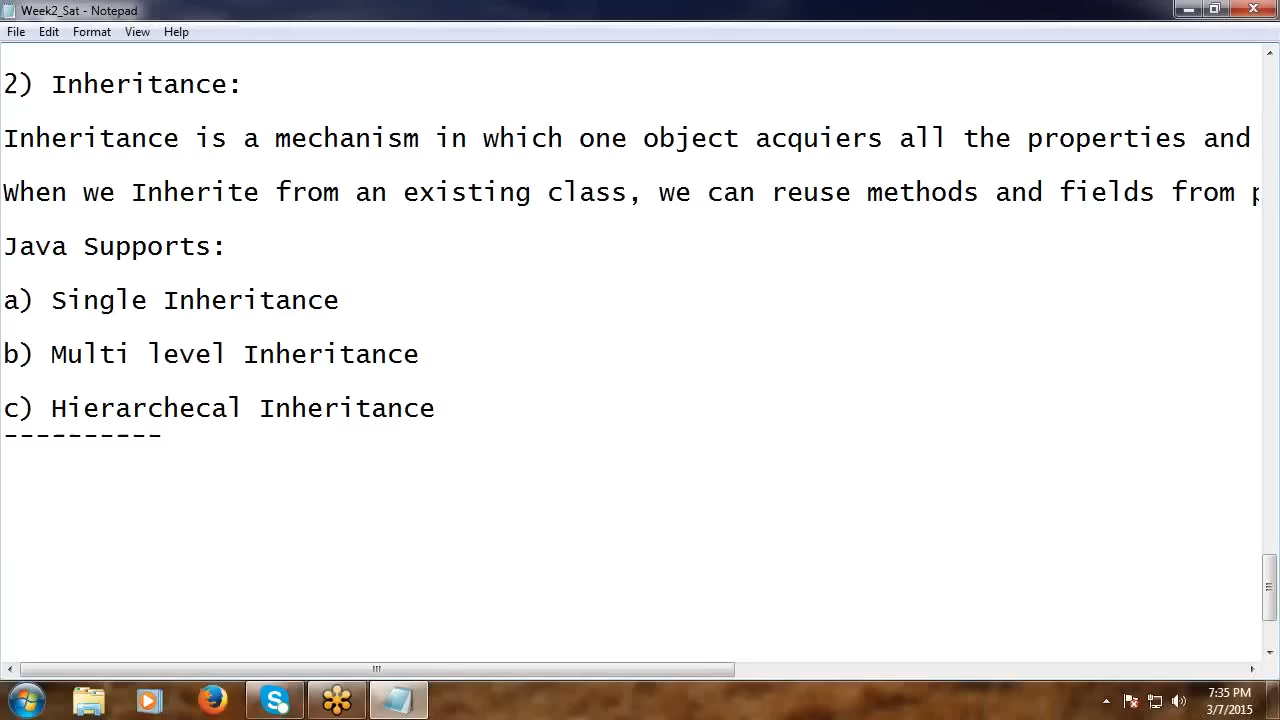 Week2_Sat - Notepad
File Edit Format View Help
2) Inheritance:
Inheritance is a mechanism in which one object acquiers all the properties and
When we Inherite from an existing class, we can reuse methods and fields from
Java Supports:
a) Single Inheritance
b) Multi level Inheritance
c) Hierarchecal Inheritance
----------
7:35 PM
3/7/2015